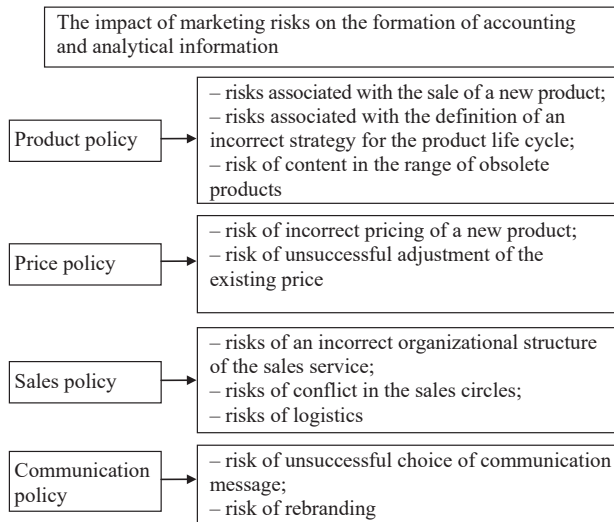 The impact of marketing risks on the formation of accounting
and analytical information
Product policy
– risks associated with the sale of a new product;
– risks associated with the definition of an
incorrect strategy for the product life cycle;
– risk of content in the range of obsolete
products
Price policy
– risk of incorrect pricing of a new product;
– risk of unsuccessful adjustment of the
existing price
Sales policy
– risks of an incorrect organizational structure
of the sales service;
– risks of conflict in the sales circles;
– risks of logistics
Communication
policy
– risk of unsuccessful choice of communication
message;
– risk of rebranding